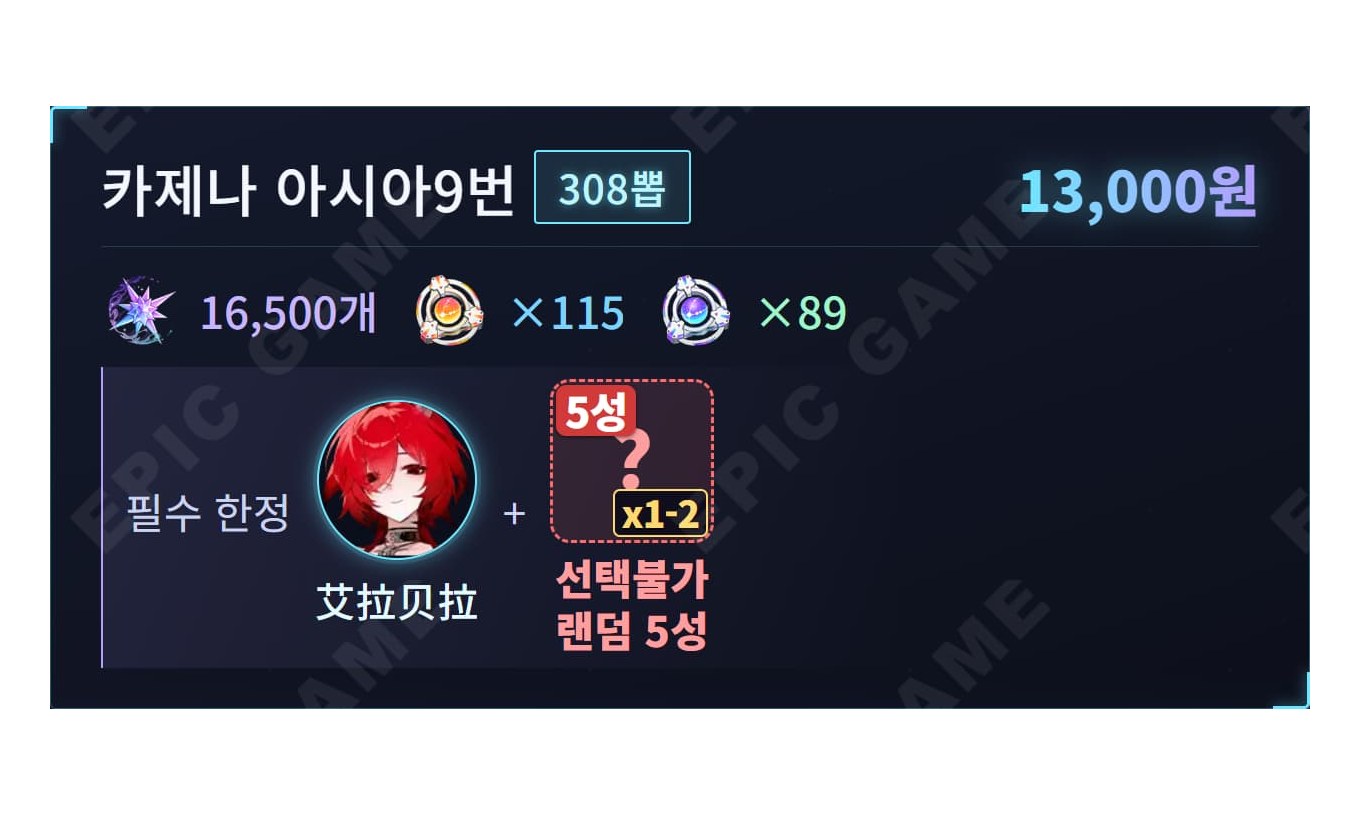 카제나 아시아9번 308뽑 13,000원
16,500개 ×115 ×89
5성
?
x1-2
필수 한정 +
艾拉贝拉
선택불가
랜덤 5성
EPIC GAME